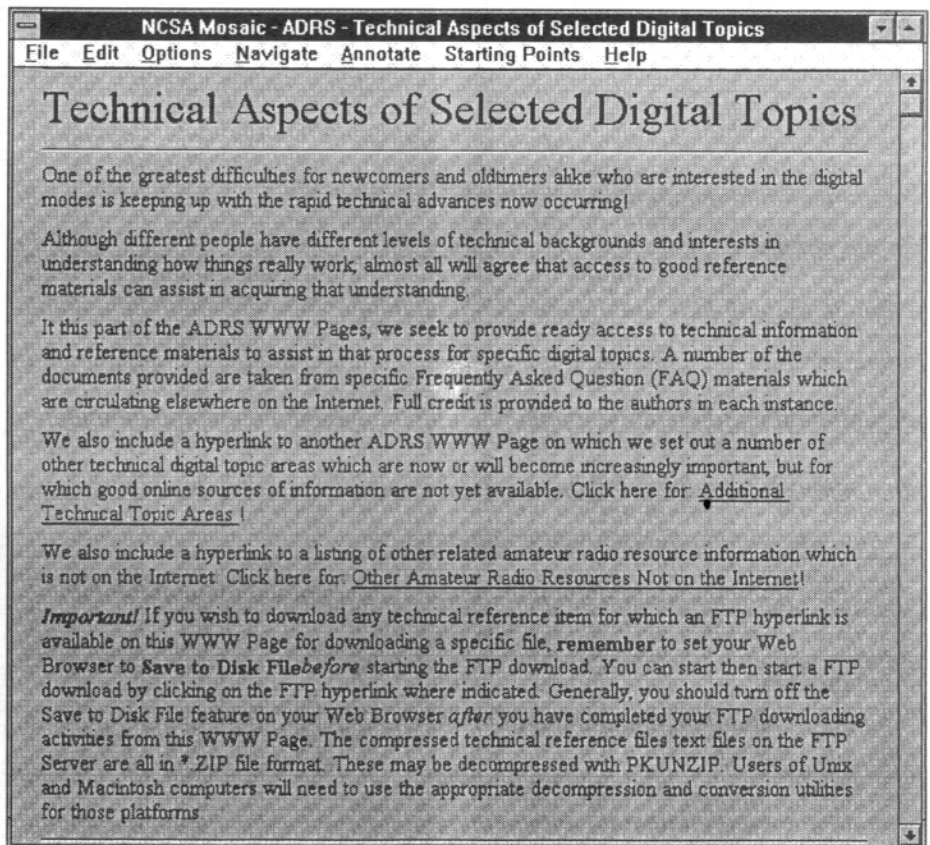 NCSA Mosaic - ADRS - Technical Aspects of Selected Digital Topics
File Edit Options Navigate Annotate Starting Points Help
Technical Aspects of Selected Digital Topics
One of the greatest difficulties for newcomers and oldtimers alike who are interested in the digital
modes is keeping up with the rapid technical advances now occurring!
Although different people have different levels of technical backgrounds and interests in
understanding how things really work, almost all will agree that access to good reference
materials can assist in acquiring that understanding.
It this part of the ADRS WWW Pages, we seek to provide ready access to technical information
and reference materials to assist in that process for specific digital topics. A number of the
documents provided are taken from specific Frequently Asked Question (FAQ) materials which
are circulating elsewhere on the Internet. Full credit is provided to the authors in each instance.
We also include a hyperlink to another ADRS WWW Page on which we set out a number of
other technical digital topic areas which are now or will become increasingly important, but for
which good online sources of information are not yet available. Click here for: Additional
Technical Topic Areas !
We also include a hyperlink to a listing of other related amateur radio resource information which
is not on the Internet. Click here for: Other Amateur Radio Resources Not on the Internet!
Important! If you wish to download any technical reference item for which an FTP hyperlink is
available on this WWW Page for downloading a specific file, remember to set your Web
Browser to Save to Disk Filebefore starting the FTP download. You can start then start a FTP
download by clicking on the FTP hyperlink where indicated. Generally, you should turn off the
Save to Disk File feature on your Web Browser after you have completed your FTP downloading
activities from this WWW Page. The compressed technical reference files text files on the FTP
Server are all in *.ZIP file format. These may be decompressed with PKUNZIP. Users of Unix
and Macintosh computers will need to use the appropriate decompression and conversion utilities
for those platforms.